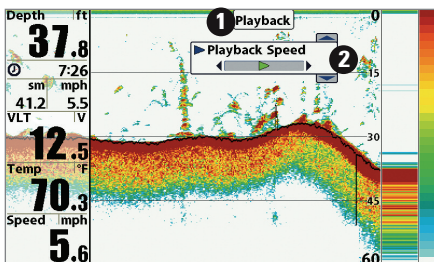 Depth ft
37.8
7:26
sm mph
41.2 5.5
VLT V
12.5
Temp °F
70.3
Speed mph
5.6
1 Playback
Playback Speed
2
0
15
30
45
60